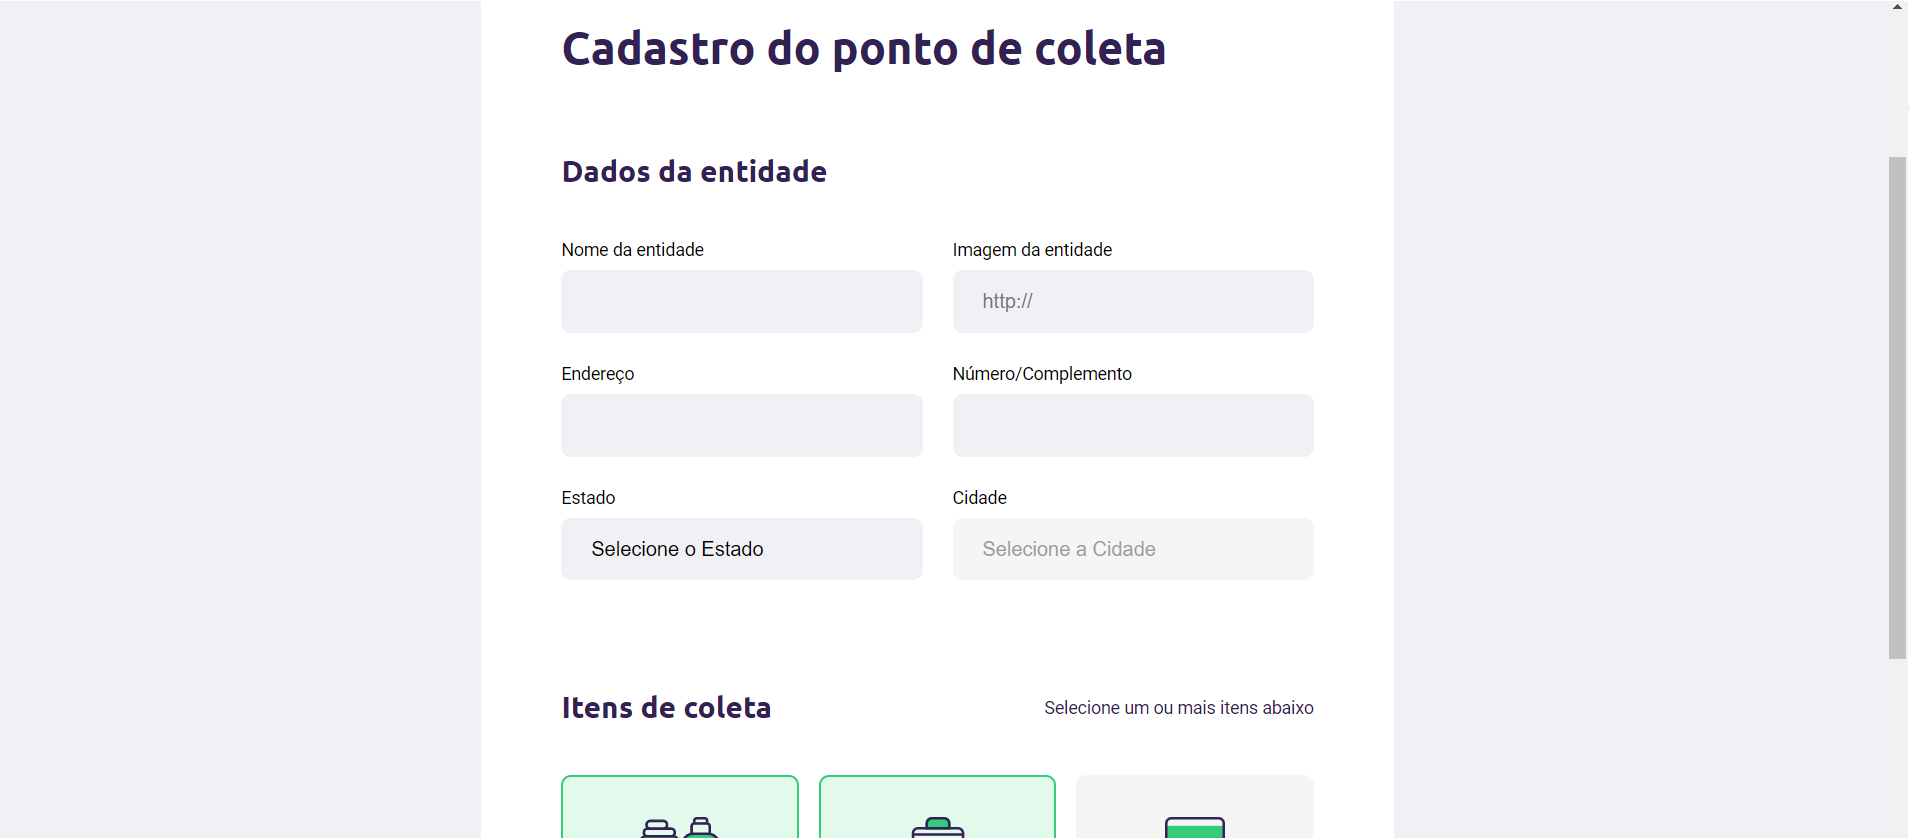 Cadastro do ponto de coleta
Dados da entidade
Nome da entidade
Imagem da entidade
http://
Endereço
Número/Complemento
Estado
Cidade
Selecione o Estado
Selecione a Cidade
Itens de coleta
Selecione um ou mais itens abaixo